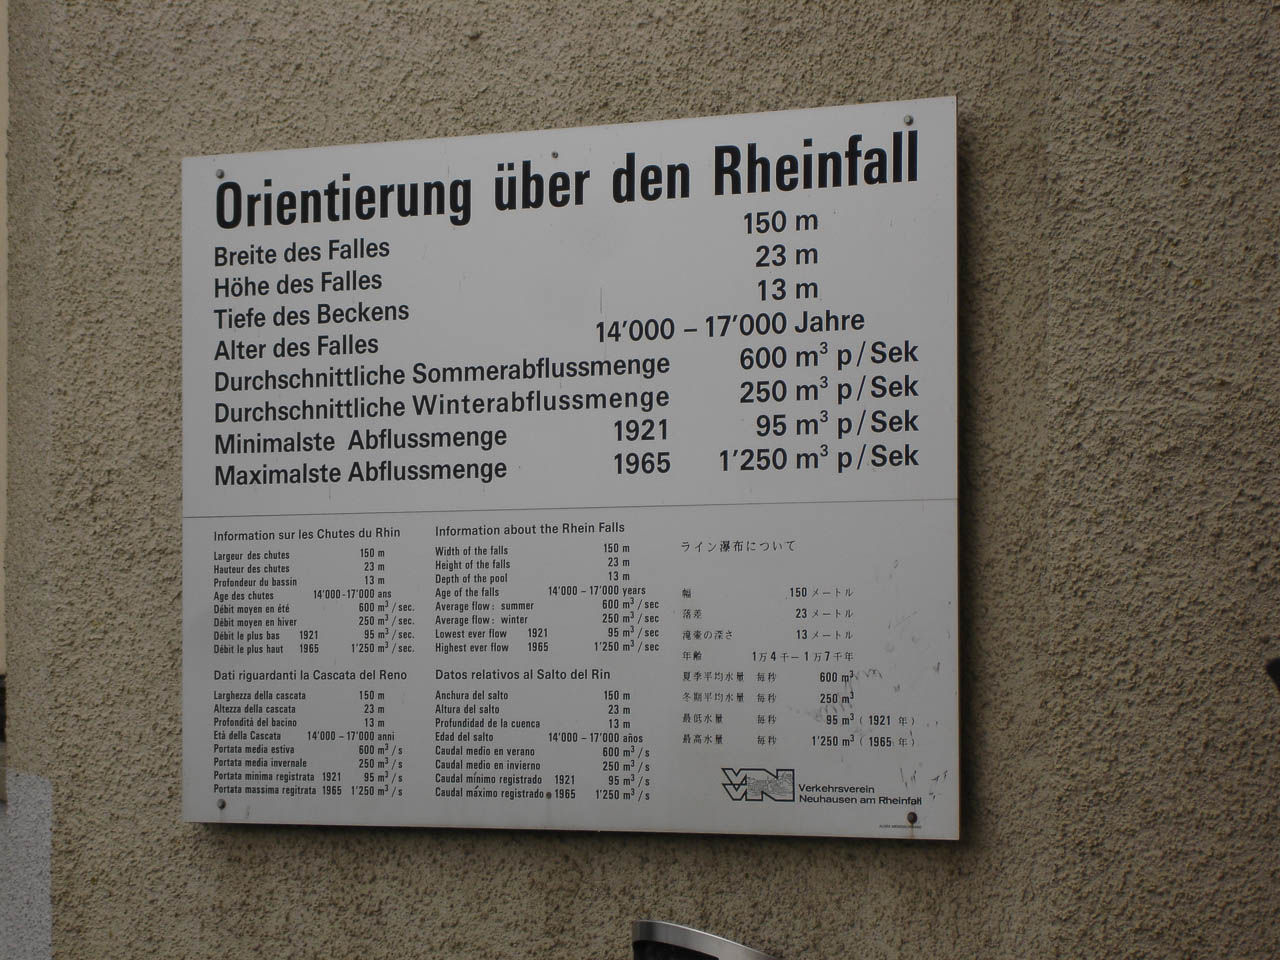 Orientierung über den Rheinfall
Breite des Falles 150 m
Höhe des Falles 23 m
Tiefe des Beckens 13 m
Alter des Falles 14'000 – 17'000 Jahre
Durchschnittliche Sommerabflussmenge 600 m³ p/Sek
Durchschnittliche Winterabflussmenge 250 m³ p/Sek
Minimalste Abflussmenge 1921 95 m³ p/Sek
Maximalste Abflussmenge 1965 1'250 m³ p/Sek
Information sur les Chutes du Rhin
Largeur des chutes 150 m
Hauteur des chutes 23 m
Profondeur du bassin 13 m
Age des chutes 14'000-17'000 ans
Débit moyen en été 600 m³/sec.
Débit moyen en hiver 250 m³/sec.
Débit le plus bas 1921 95 m³/sec.
Débit le plus haut 1965 1'250 m³/sec.
Information about the Rhein Falls
Width of the falls 150 m
Height of the falls 23 m
Depth of the pool 13 m
Age of the falls 14'000 – 17'000 years
Average flow: summer 600 m³/sec
Average flow: winter 250 m³/sec
Lowest ever flow 1921 95 m³/sec
Highest ever flow 1965 1'250 m³/sec
Dati riguardanti la Cascata del Reno
Larghezza della cascata 150 m
Altezza della cascata 23 m
Profondità del bacino 13 m
Età della Cascata 14'000 – 17'000 anni
Portata media estiva 600 m³/s
Portata media invernale 250 m³/s
Portata minima registrata 1921 95 m³/s
Portata massima regitrata 1965 1'250 m³/s
Datos relativos al Salto del Rin
Anchura del salto 150 m
Altura del salto 23 m
Profundidad de la cuenca 13 m
Edad del salto 14'000 – 17'000 años
Caudal medio en verano 600 m³/s
Caudal medio en invierno 250 m³/s
Caudal mínimo registrado 1921 95 m³/s
Caudal máximo registrado 1965 1'250 m³/s
ライン瀑布について
幅 150 メートル
落差 23 メートル
滝壷の深さ 13 メートル
年齢 1万4千－1万7千年
夏季平均水量 毎秒 600 m³
冬期平均水量 毎秒 250 m³
最低水量 毎秒 95 m³ (1921 年)
最高水量 毎秒 1'250 m³ (1965 年)
VVN
Verkehrsverein
Neuhausen am Rheinfall